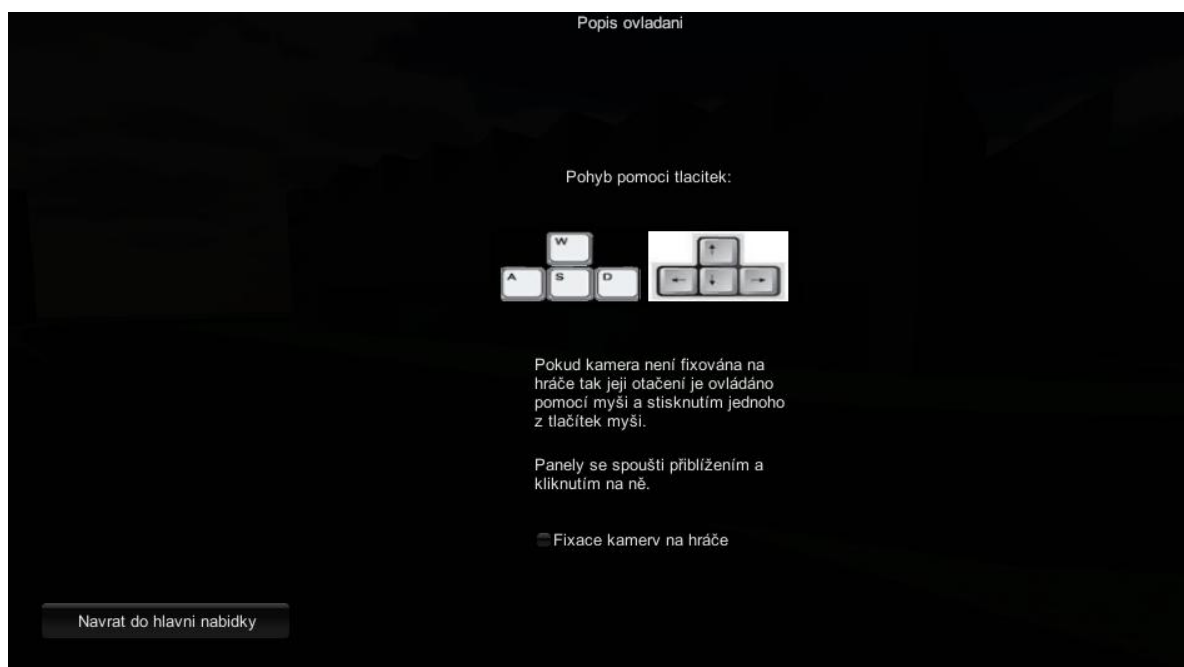 Popis ovladani
Pohyb pomoci tlacitek:
W
A S D
↑
← ↓ →
Pokud kamera není fixována na
hráče tak jeji otačení je ovládáno
pomocí myši a stisknutím jednoho
z tlačítek myši.
Panely se spoušti přiblížením a
kliknutím na ně.
Fixace kamery na hráče
Navrat do hlavni nabidky